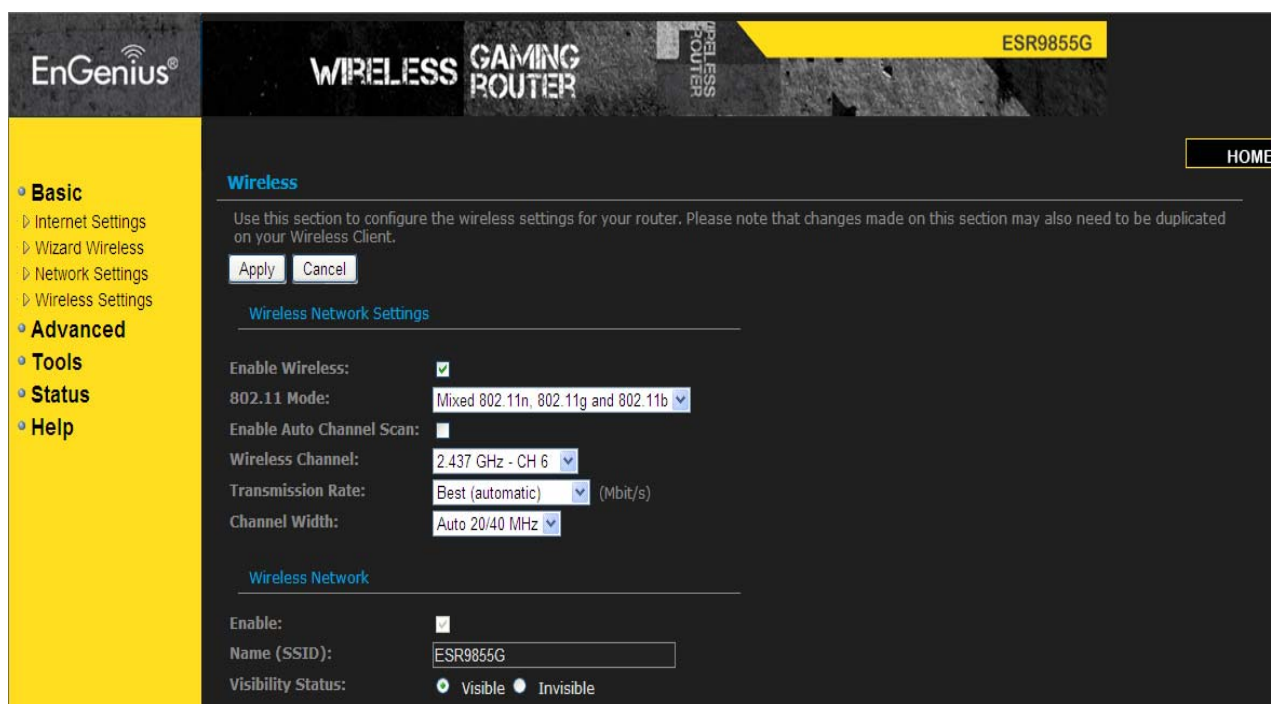 EnGenius®
WIRELESS GAMING ROUTER
WIRELESS ROUTER
ESR9855G
HOME
Basic
Internet Settings
Wizard Wireless
Network Settings
Wireless Settings
Advanced
Tools
Status
Help
Wireless
Use this section to configure the wireless settings for your router. Please note that changes made on this section may also need to be duplicated
on your Wireless Client.
Apply Cancel
Wireless Network Settings
Enable Wireless:
802.11 Mode: Mixed 802.11n, 802.11g and 802.11b
Enable Auto Channel Scan:
Wireless Channel: 2.437 GHz - CH 6
Transmission Rate: Best (automatic) (Mbit/s)
Channel Width: Auto 20/40 MHz
Wireless Network
Enable:
Name (SSID): ESR9855G
Visibility Status: Visible Invisible